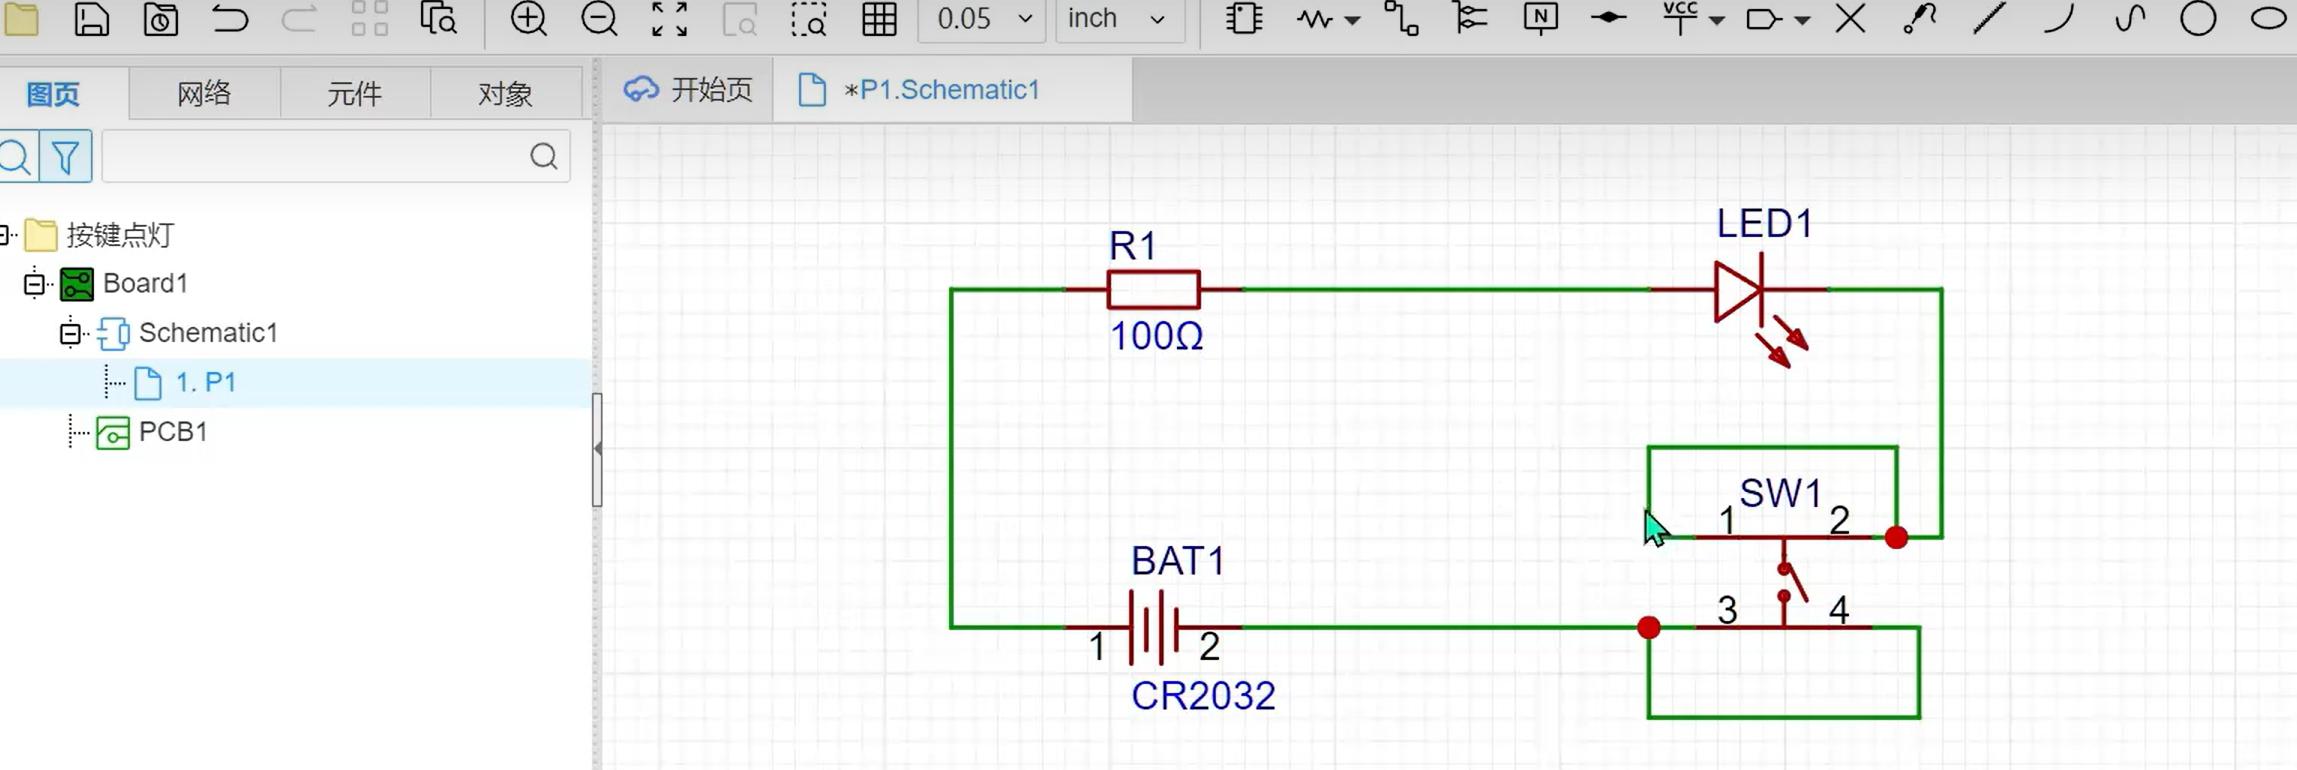 0.05
inch
N
VCC
图页
网络
元件
对象
开始页
*P1.Schematic1
按键点灯
Board1
Schematic1
1. P1
PCB1
R1
100Ω
LED1
SW1
1
2
3
4
BAT1
1
2
CR2032